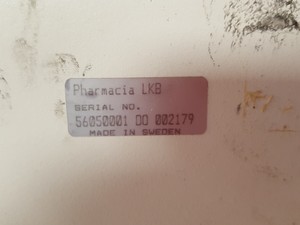 Pharmacia LKB
SERIAL NO.
56050001 DO 002179
MADE IN SWEDEN